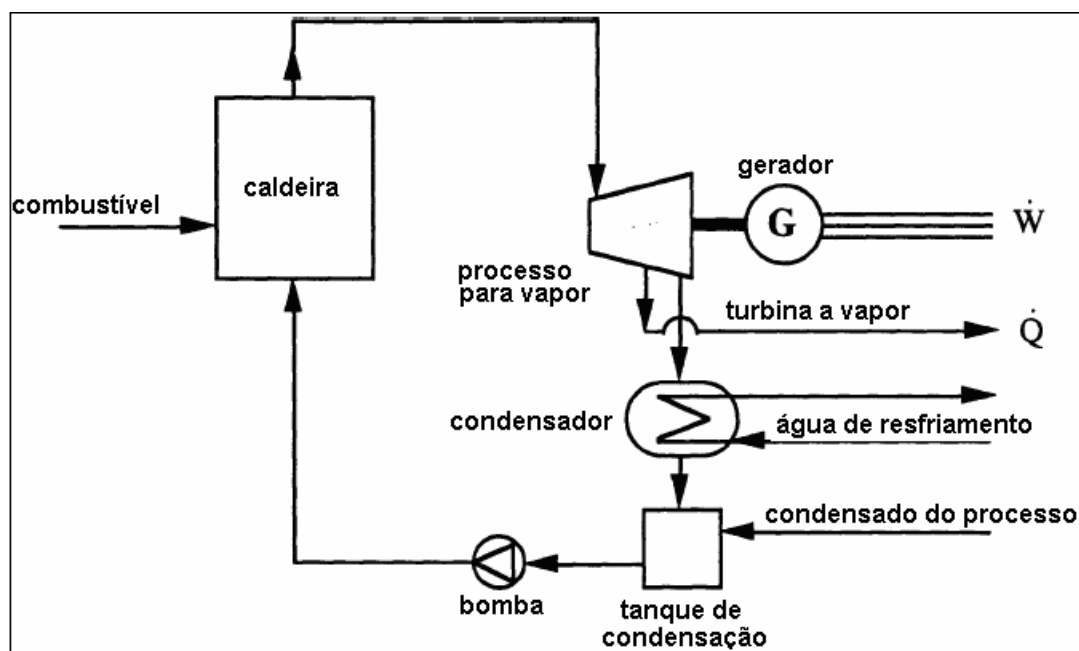 combustível
caldeira
gerador
G
Ẇ
processo
para vapor
turbina a vapor
Q̇
condensador
água de resfriamento
condensado do processo
bomba
tanque de
condensação